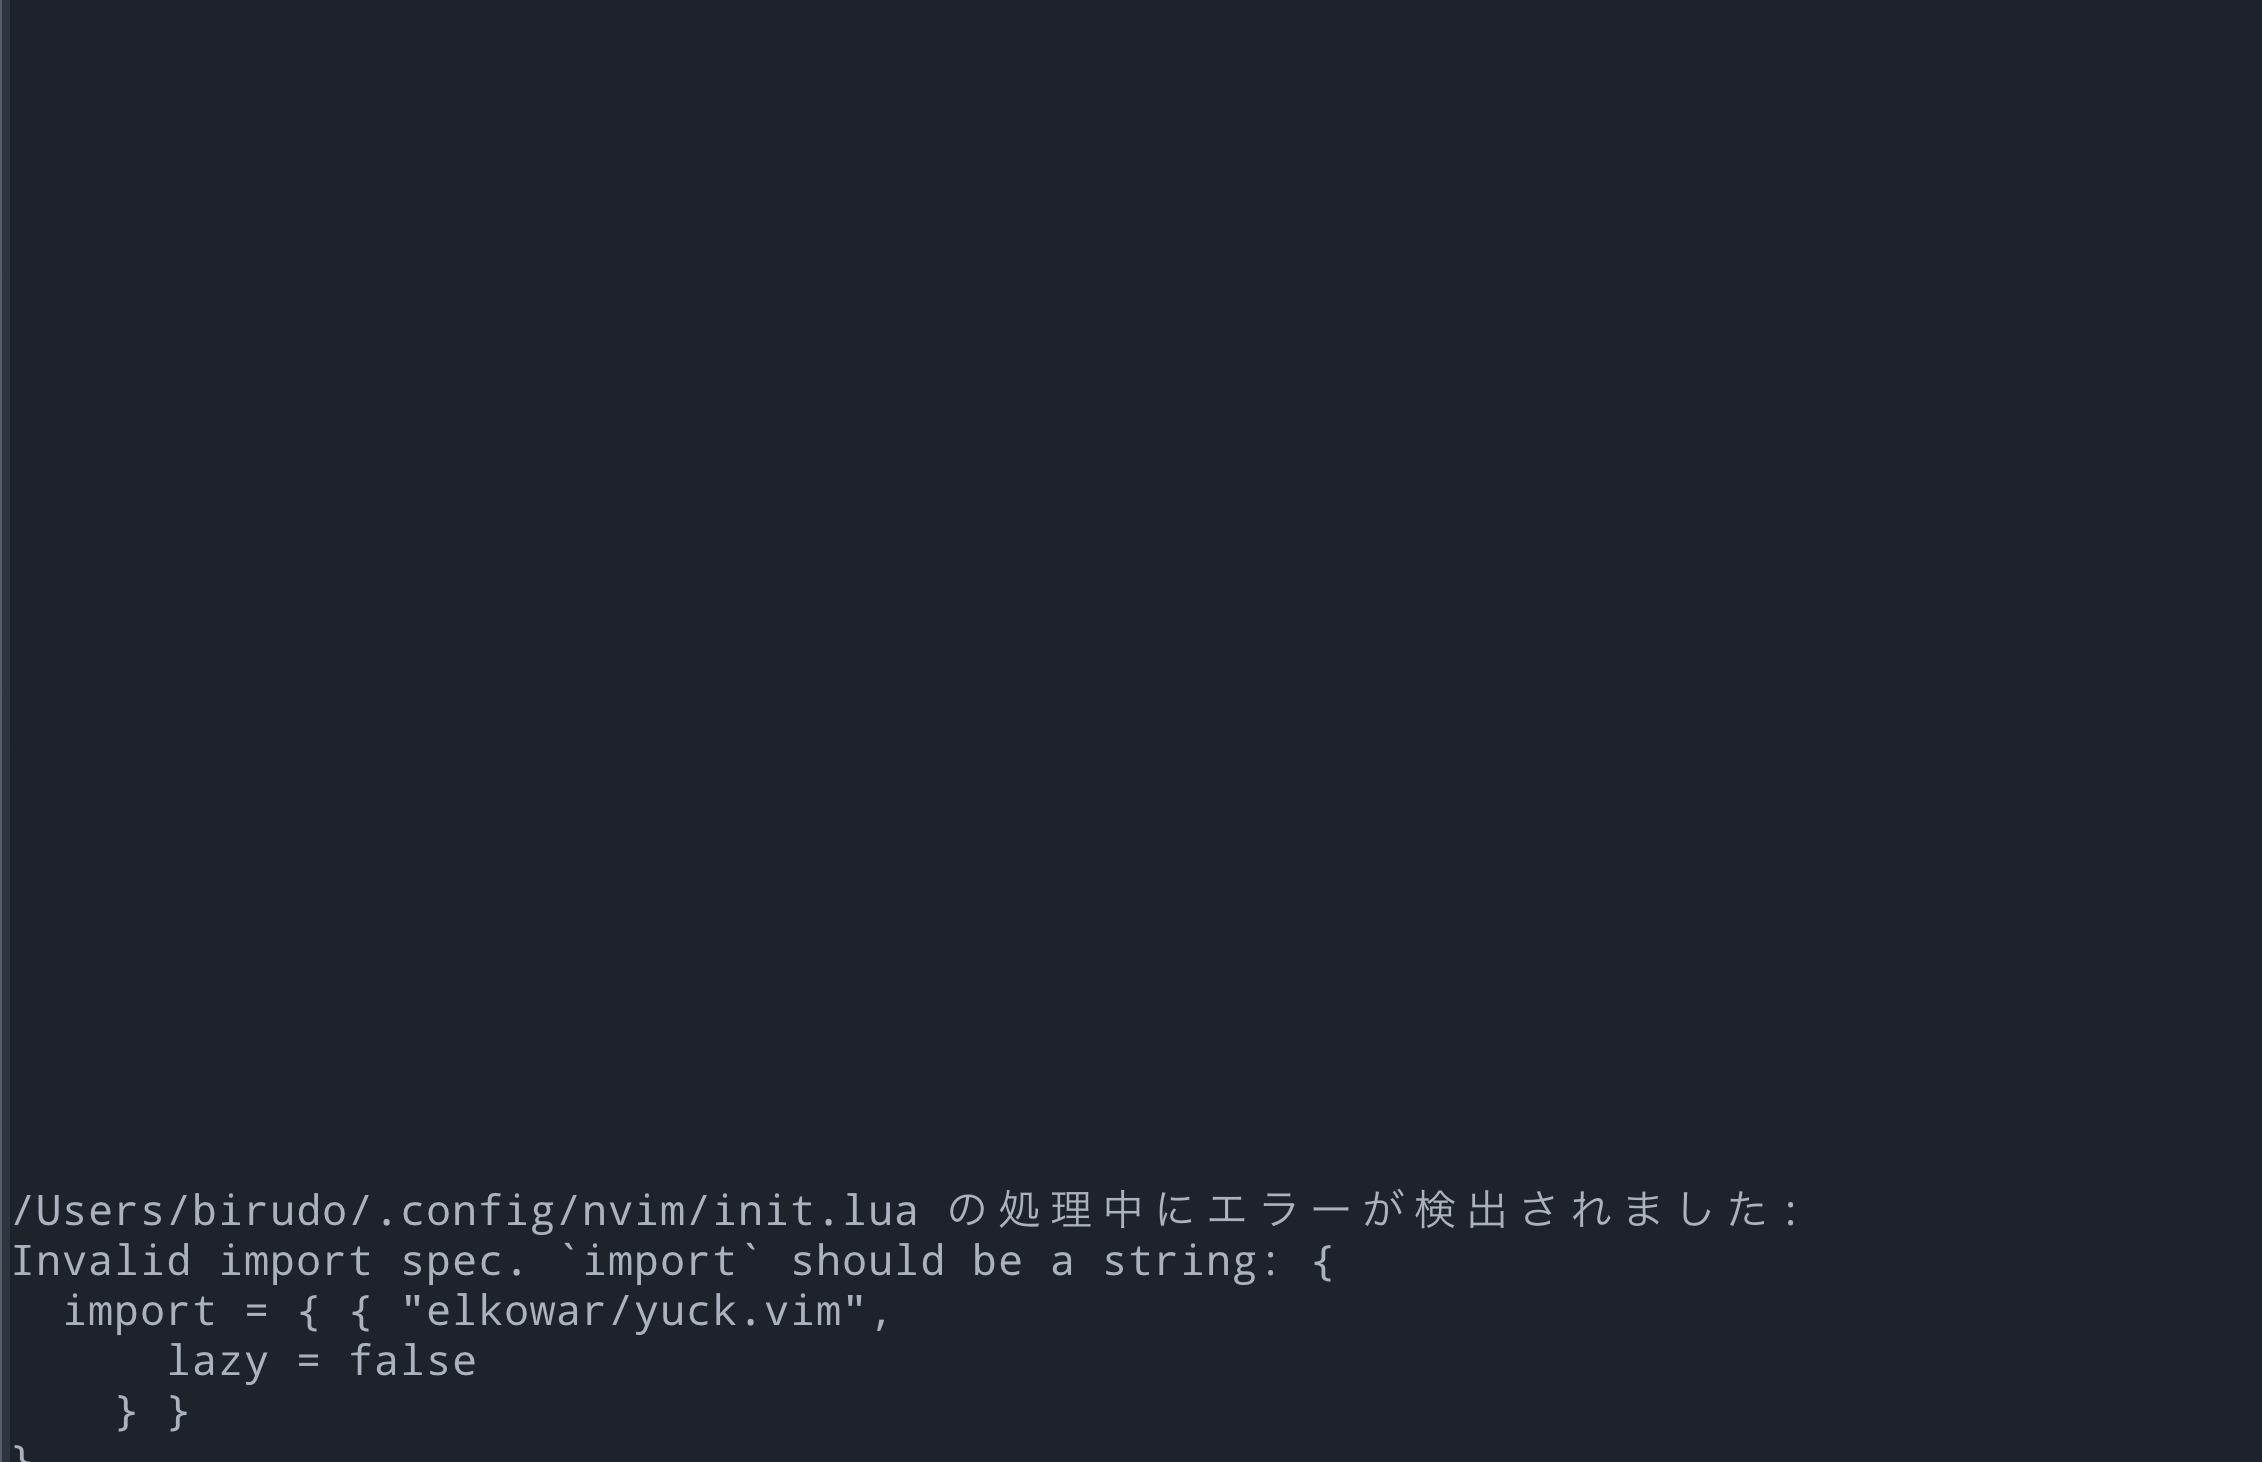 /Users/birudo/.config/nvim/init.lua の処理中にエラーが検出されました:
Invalid import spec. `import` should be a string: {
  import = { { "elkowar/yuck.vim",
      lazy = false
    } }
}